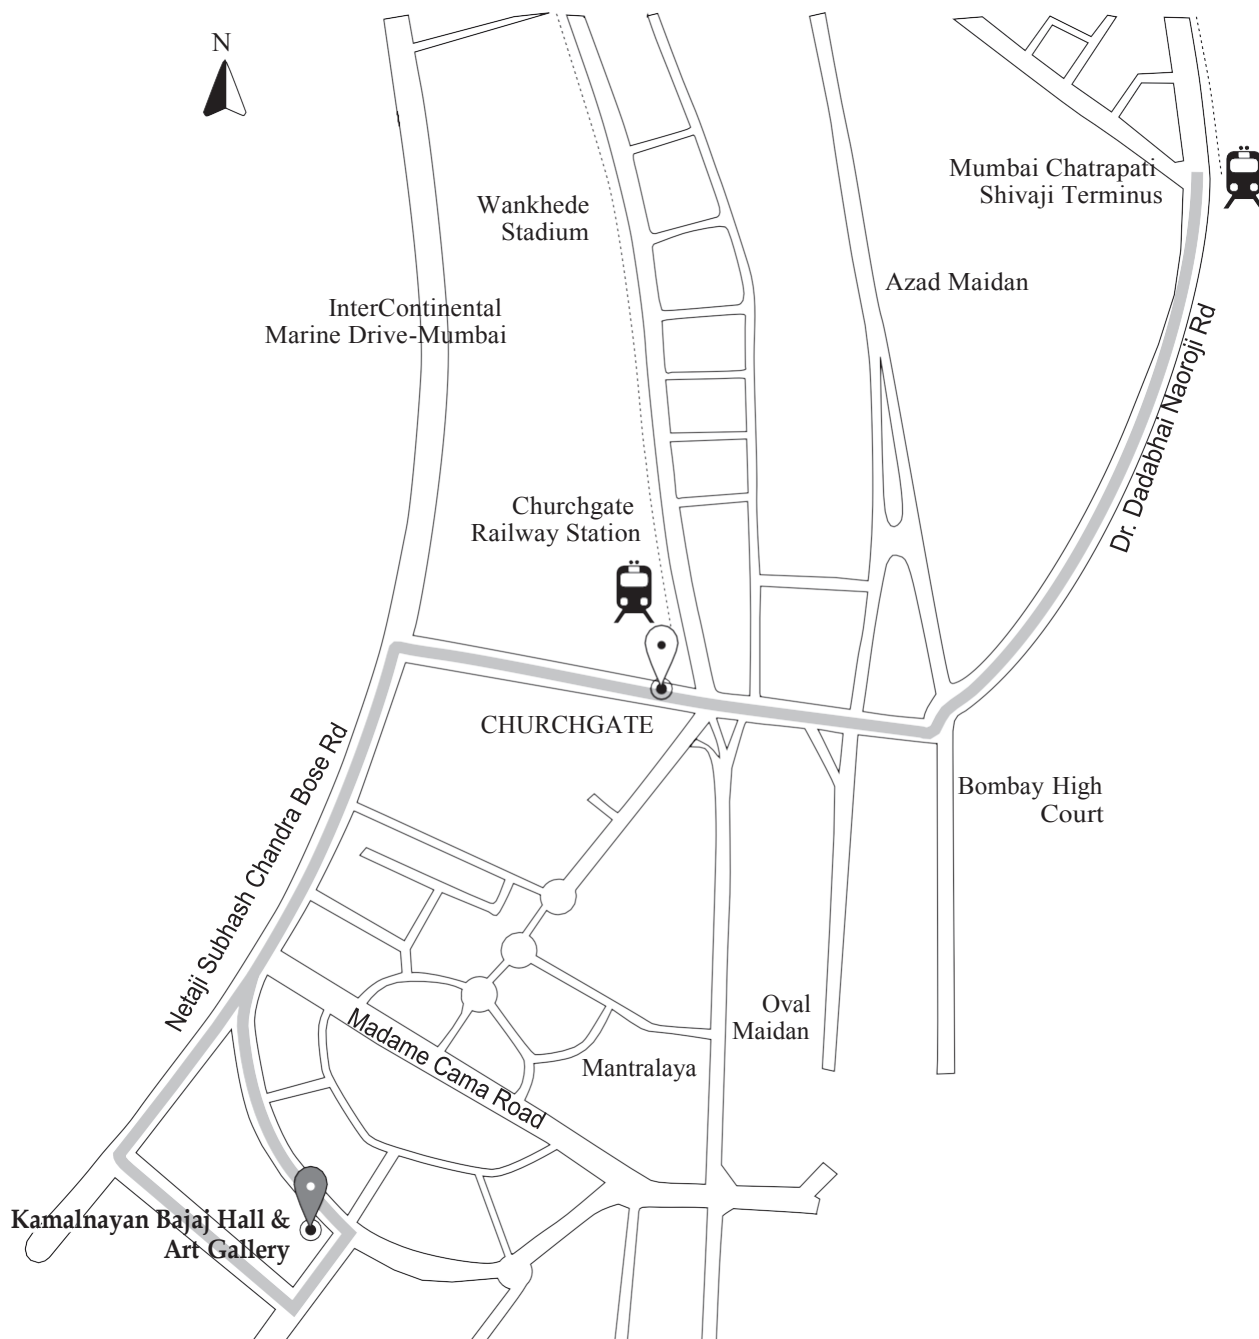 N
Mumbai Chatrapati
Shivaji Terminus
Wankhede
Stadium
Azad Maidan
InterContinental
Marine Drive-Mumbai
Dr. Dadabhai Naoroji Rd
Churchgate
Railway Station
CHURCHGATE
Netaji Subhash Chandra Bose Rd
Bombay High
Court
Oval
Maidan
Madame Cama Road
Mantralaya
Kamalnayan Bajaj Hall &
Art Gallery